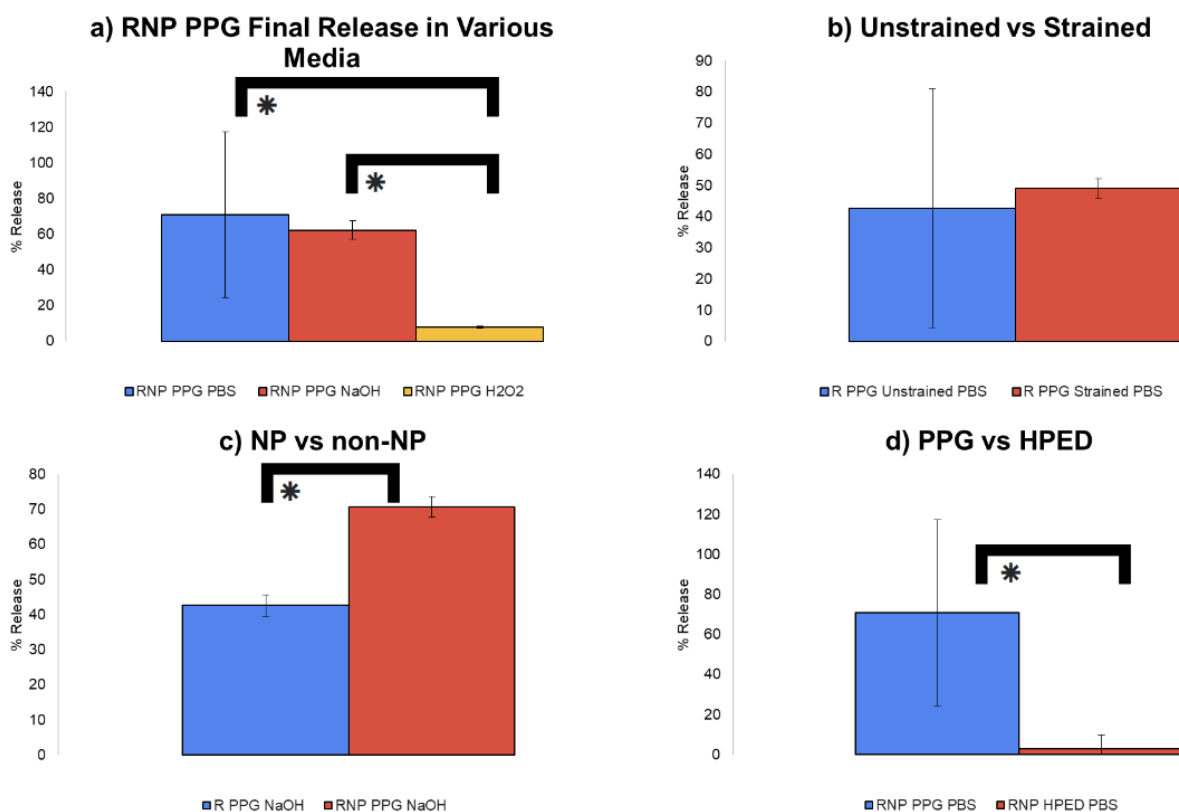 a) RNP PPG Final Release in Various
Media
140
120
100
80
60
40
20
0
% Release
RNP PPG PBS RNP PPG NaOH RNP PPG H2O2
b) Unstrained vs Strained
90
80
70
60
50
40
30
20
10
0
% Release
R PPG Unstrained PBS R PPG Strained PBS
c) NP vs non-NP
80
70
60
50
40
30
20
10
0
% Release
R PPG NaOH RNP PPG NaOH
d) PPG vs HPED
140
120
100
80
60
40
20
0
% Release
RNP PPG PBS RNP HPED PBS